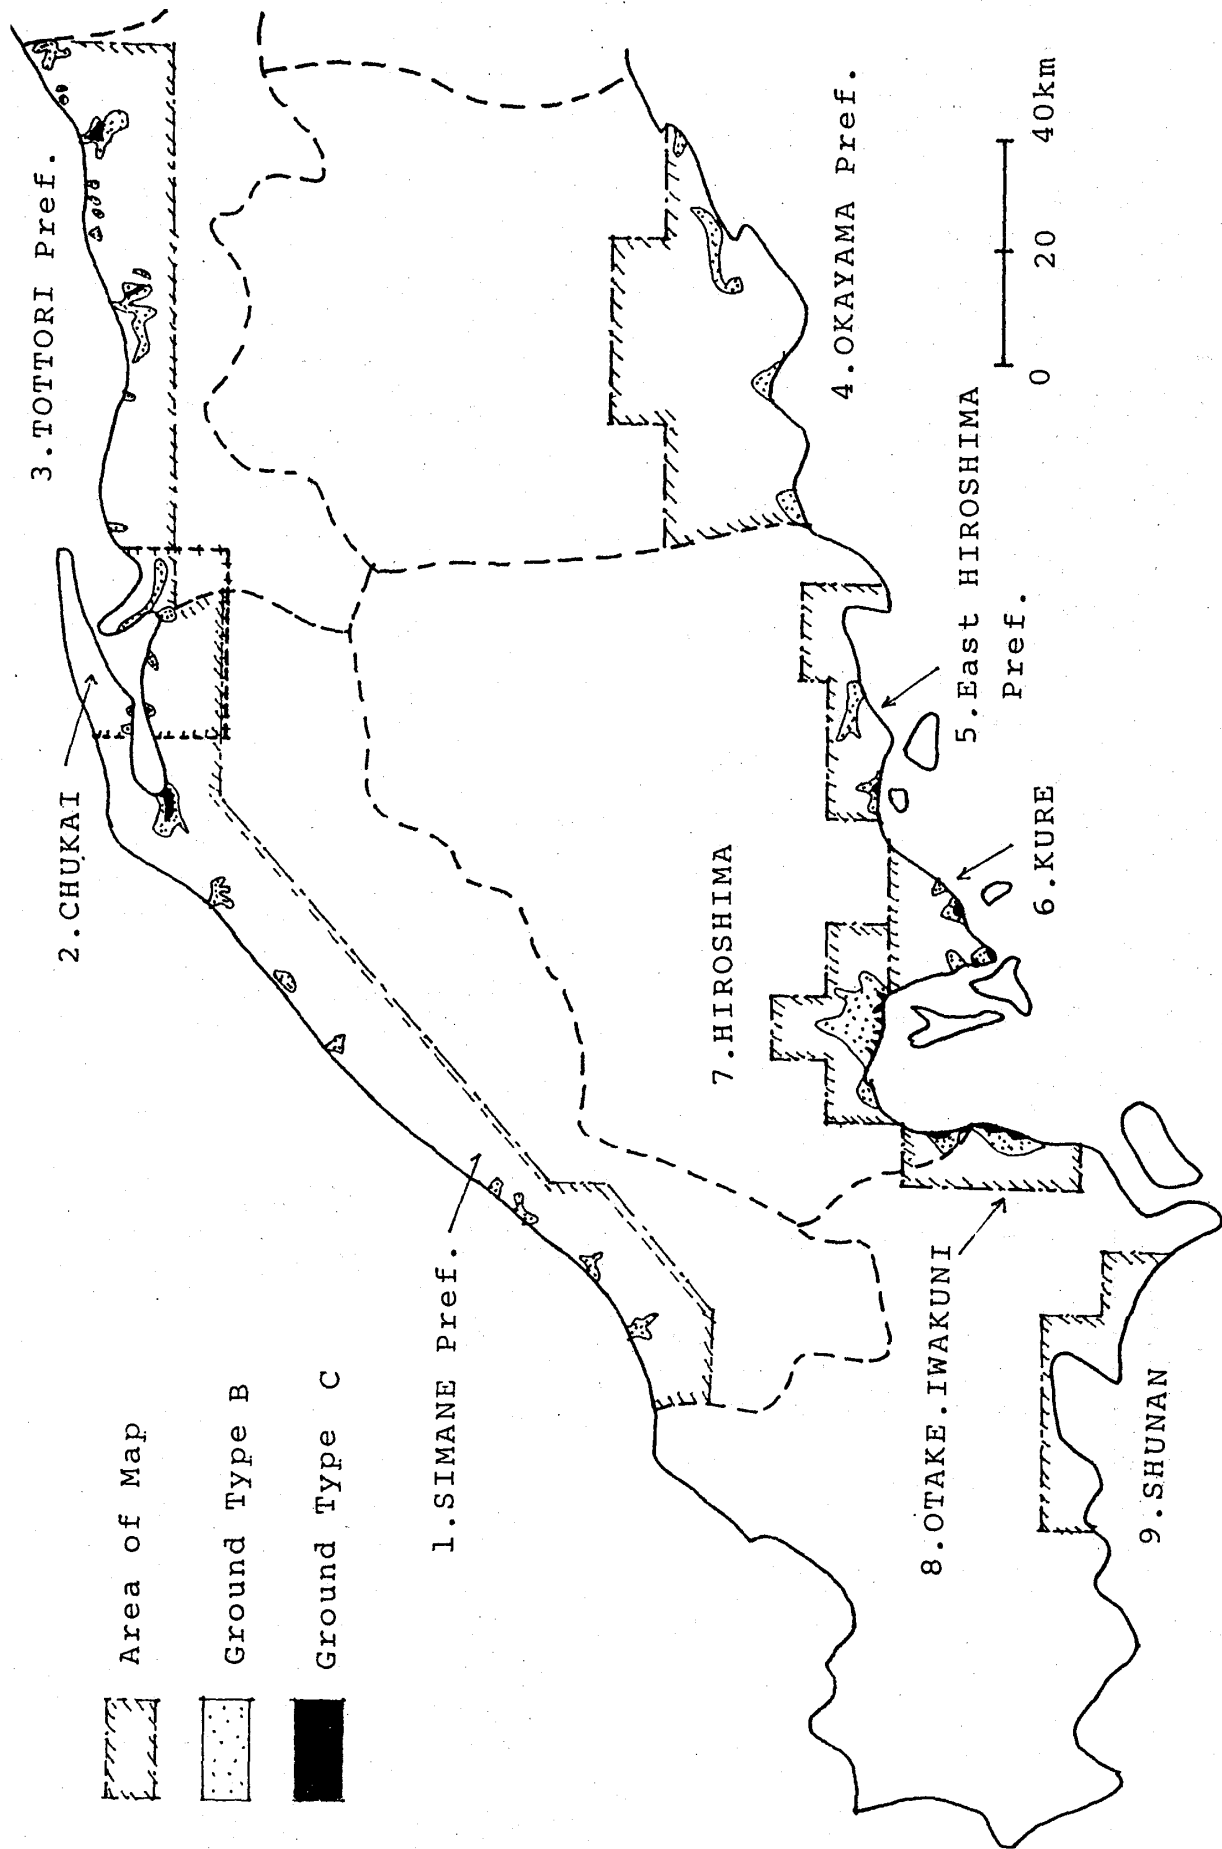 Area of Map
Ground Type B
Ground Type C
1.SIMANE Pref.
2.CHUKAI
3.TOTTORI Pref.
4.OKAYAMA Pref.
5.East HIROSHIMA
Pref.
6.KURE
7.HIROSHIMA
8.OTAKE.IWAKUNI
9.SHUNAN
0 20 40km